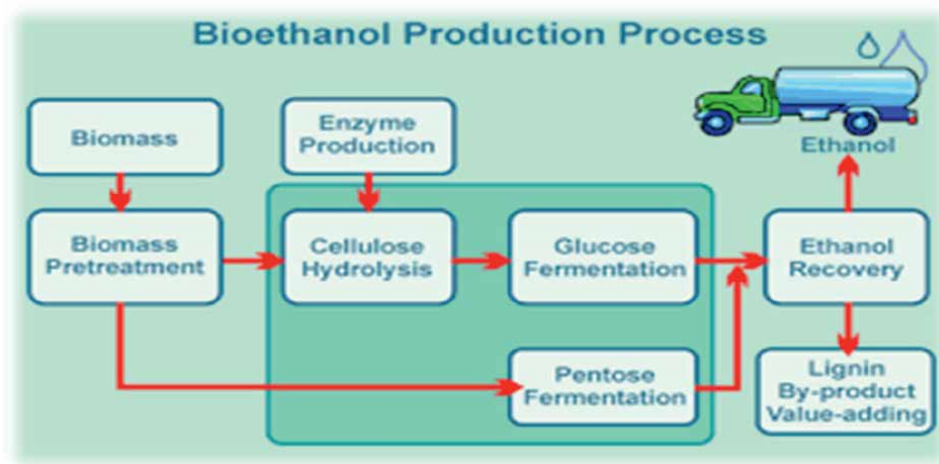 Bioethanol Production Process
Biomass
Enzyme
Production
Ethanol
Biomass
Pretreatment
Cellulose
Hydrolysis
Glucose
Fermentation
Ethanol
Recovery
Pentose
Fermentation
Lignin
By-product
Value-adding